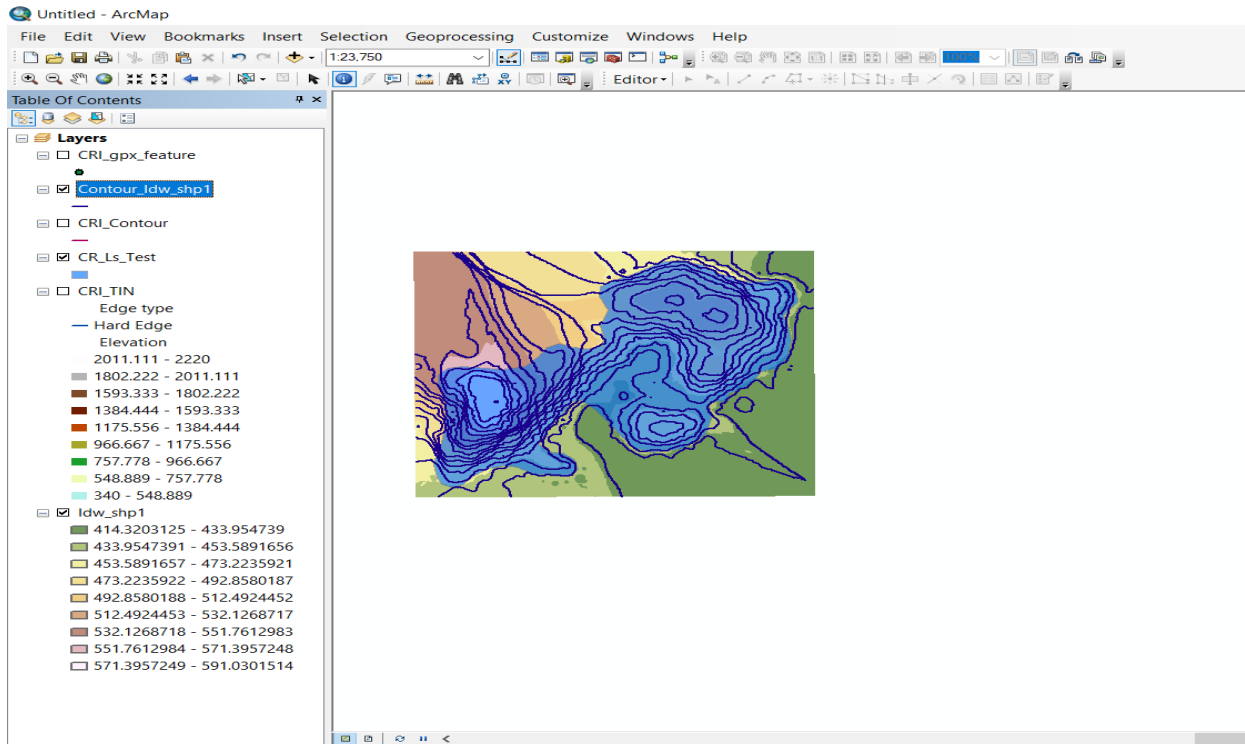 Untitled - ArcMap
File Edit View Bookmarks Insert Selection Geoprocessing Customize Windows Help
1:23,750
100%
Editor
Table Of Contents
Layers
CRI_gpx_feature
Contour_Idw_shp1
CRI_Contour
CR_Ls_Test
CRI_TIN
Edge type
Hard Edge
Elevation
2011.111 - 2220
1802.222 - 2011.111
1593.333 - 1802.222
1384.444 - 1593.333
1175.556 - 1384.444
966.667 - 1175.556
757.778 - 966.667
548.889 - 757.778
340 - 548.889
Idw_shp1
414.3203125 - 433.954739
433.9547391 - 453.5891656
453.5891657 - 473.2235921
473.2235922 - 492.8580187
492.8580188 - 512.4924452
512.4924453 - 532.1268717
532.1268718 - 551.7612983
551.7612984 - 571.3957248
571.3957249 - 591.0301514